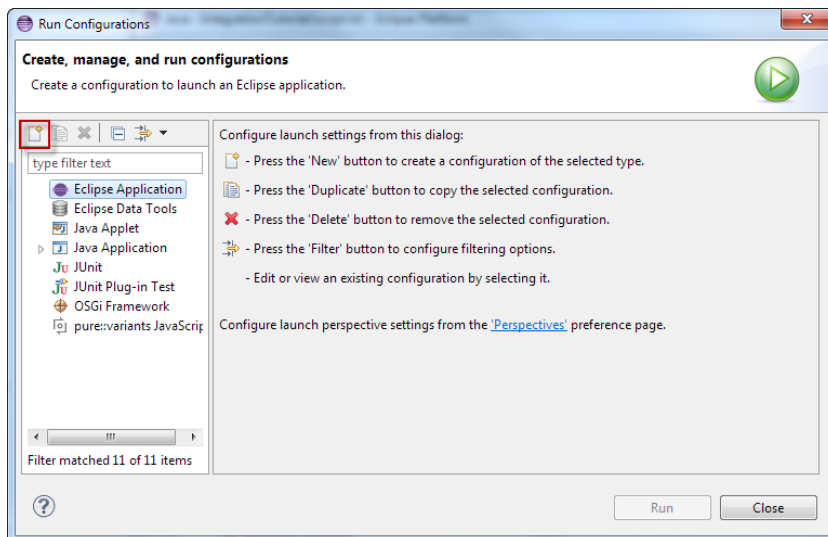 Run Configurations
Create, manage, and run configurations
Create a configuration to launch an Eclipse application.
type filter text
Eclipse Application
Eclipse Data Tools
Java Applet
Java Application
JUnit
JUnit Plug-in Test
OSGi Framework
pure::variants JavaScrip
Filter matched 11 of 11 items
Configure launch settings from this dialog:
- Press the 'New' button to create a configuration of the selected type.
- Press the 'Duplicate' button to copy the selected configuration.
- Press the 'Delete' button to remove the selected configuration.
- Press the 'Filter' button to configure filtering options.
- Edit or view an existing configuration by selecting it.
Configure launch perspective settings from the 'Perspectives' preference page.
Run
Close